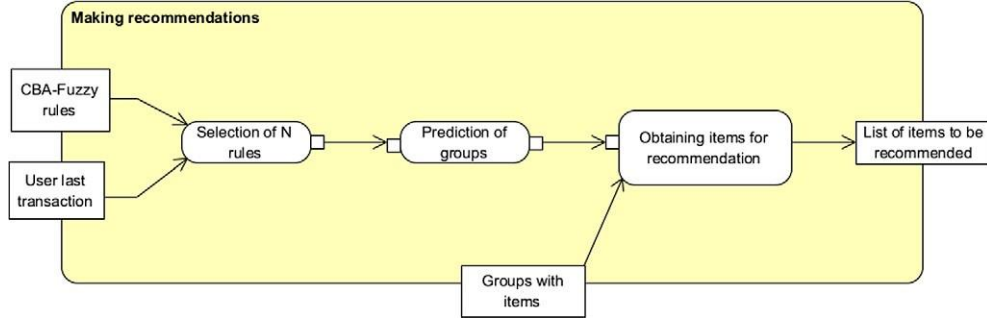 Making recommendations
CBA-Fuzzy
rules
User last
transaction
Selection of N
rules
Prediction of
groups
Obtaining items for
recommendation
List of items to be
recommended
Groups with
items